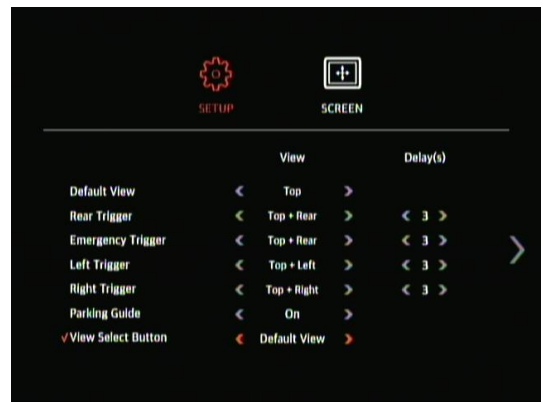 SETUP SCREEN
View Delay(s)
Default View Top
Rear Trigger Top + Rear 3
Emergency Trigger Top + Rear 3
Left Trigger Top + Left 3
Right Trigger Top + Right 3
Parking Guide On
√View Select Button Default View